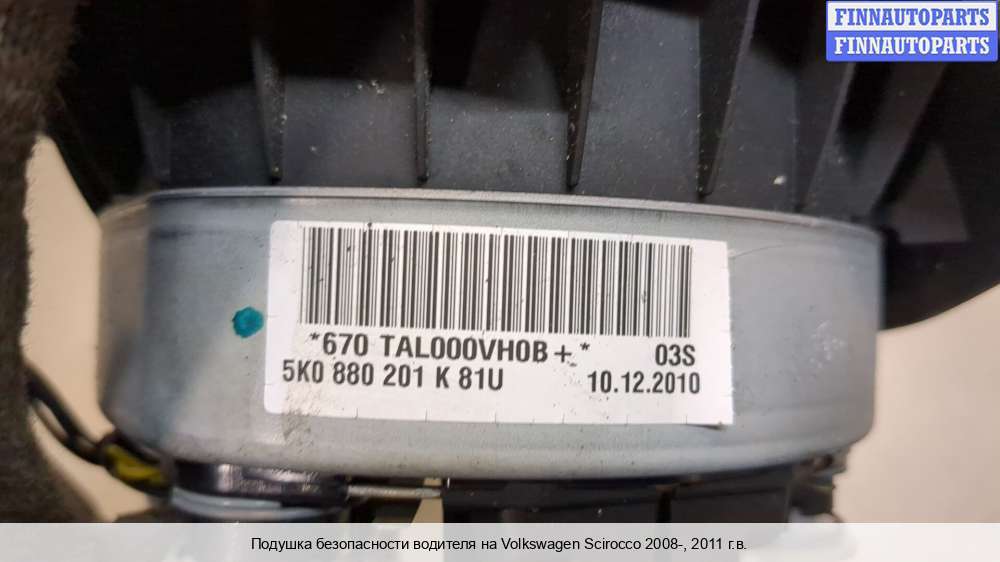 FINNAUTOPARTS
FINNAUTOPARTS
*670 TAL000VH0B+ * 03S
5K0 880 201 K 81U 10.12.2010
Подушка безопасности водителя на Volkswagen Scirocco 2008-, 2011 г.в.